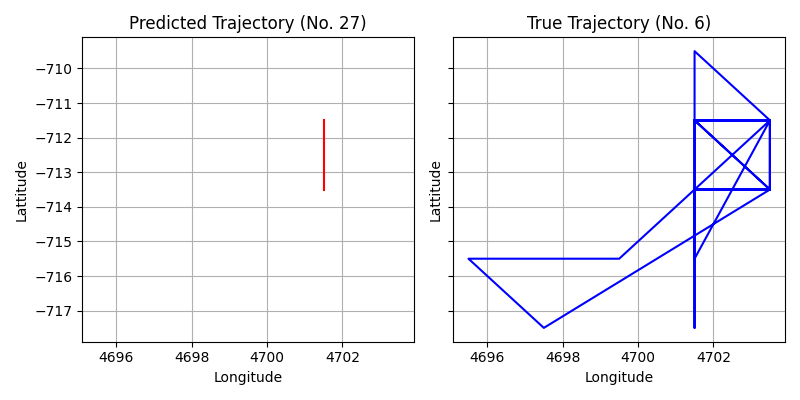 Predicted Trajectory (No. 27)
True Trajectory (No. 6)
−710
−711
−712
−713
−714
−715
−716
−717
Lattitude
Lattitude
4696
4698
4700
4702
4696
4698
4700
4702
Longitude
Longitude